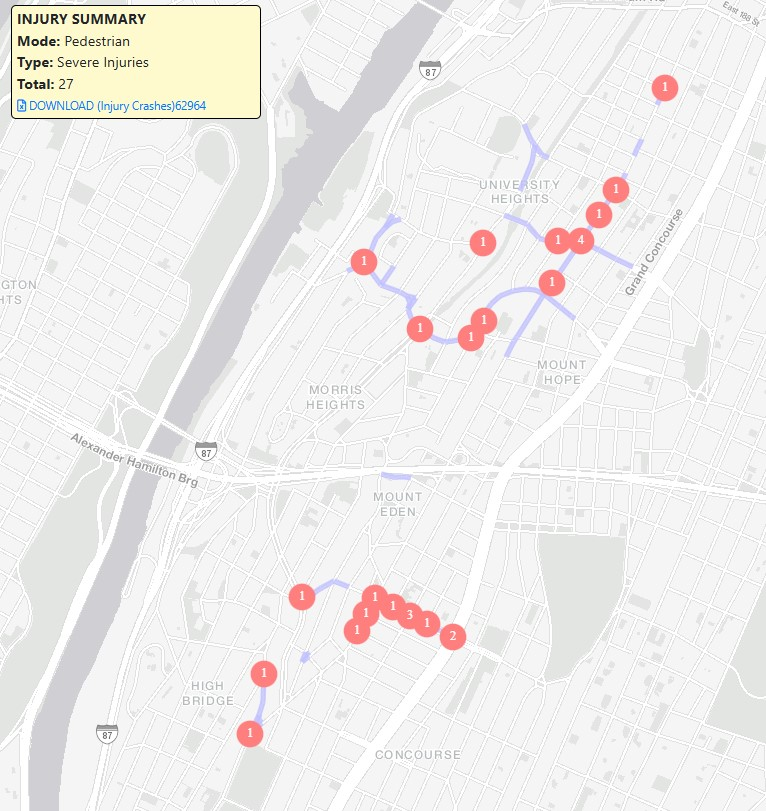 INJURY SUMMARY
Mode: Pedestrian
Type: Severe Injuries
Total: 27
DOWNLOAD (Injury Crashes)62964
East 188 St
87
1
UNIVERSITY
HEIGHTS
1
1
1
1
4
Grand Concourse
1
1
1
1
1
1
HTS
MOUNT
HOPE
MORRIS
HEIGHTS
87
Alexander Hamilton Brg
MOUNT
EDEN
1
1
1
1
3
1
1
2
1
HIGH
BRIDGE
1
87
CONCOURSE